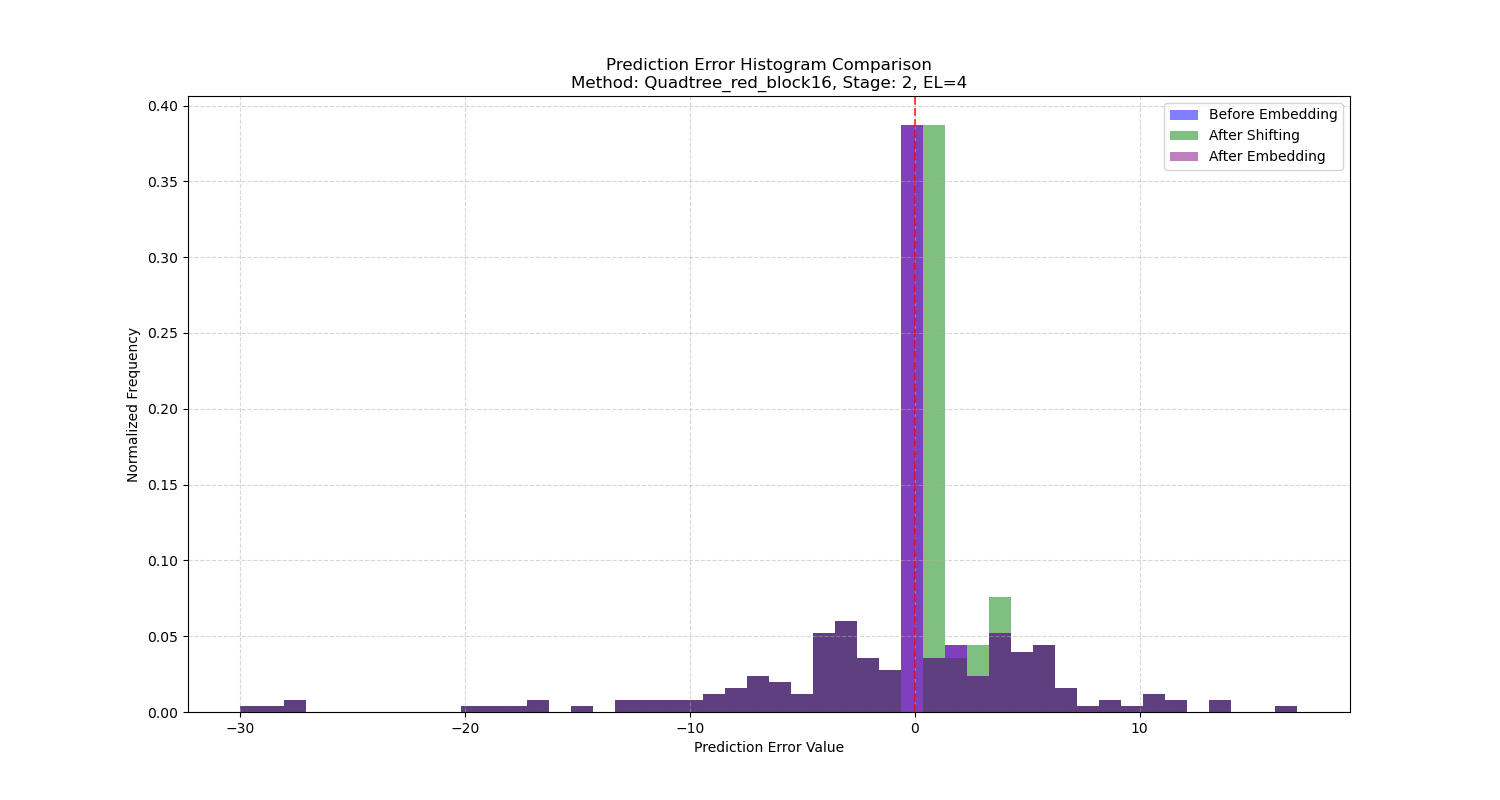 Prediction Error Histogram Comparison
Method: Quadtree_red_block16, Stage: 2, EL=4
Before Embedding
After Shifting
After Embedding
0.40
0.35
0.30
0.25
0.20
0.15
0.10
0.05
0.00
Normalized Frequency
−30
−20
−10
0
10
Prediction Error Value